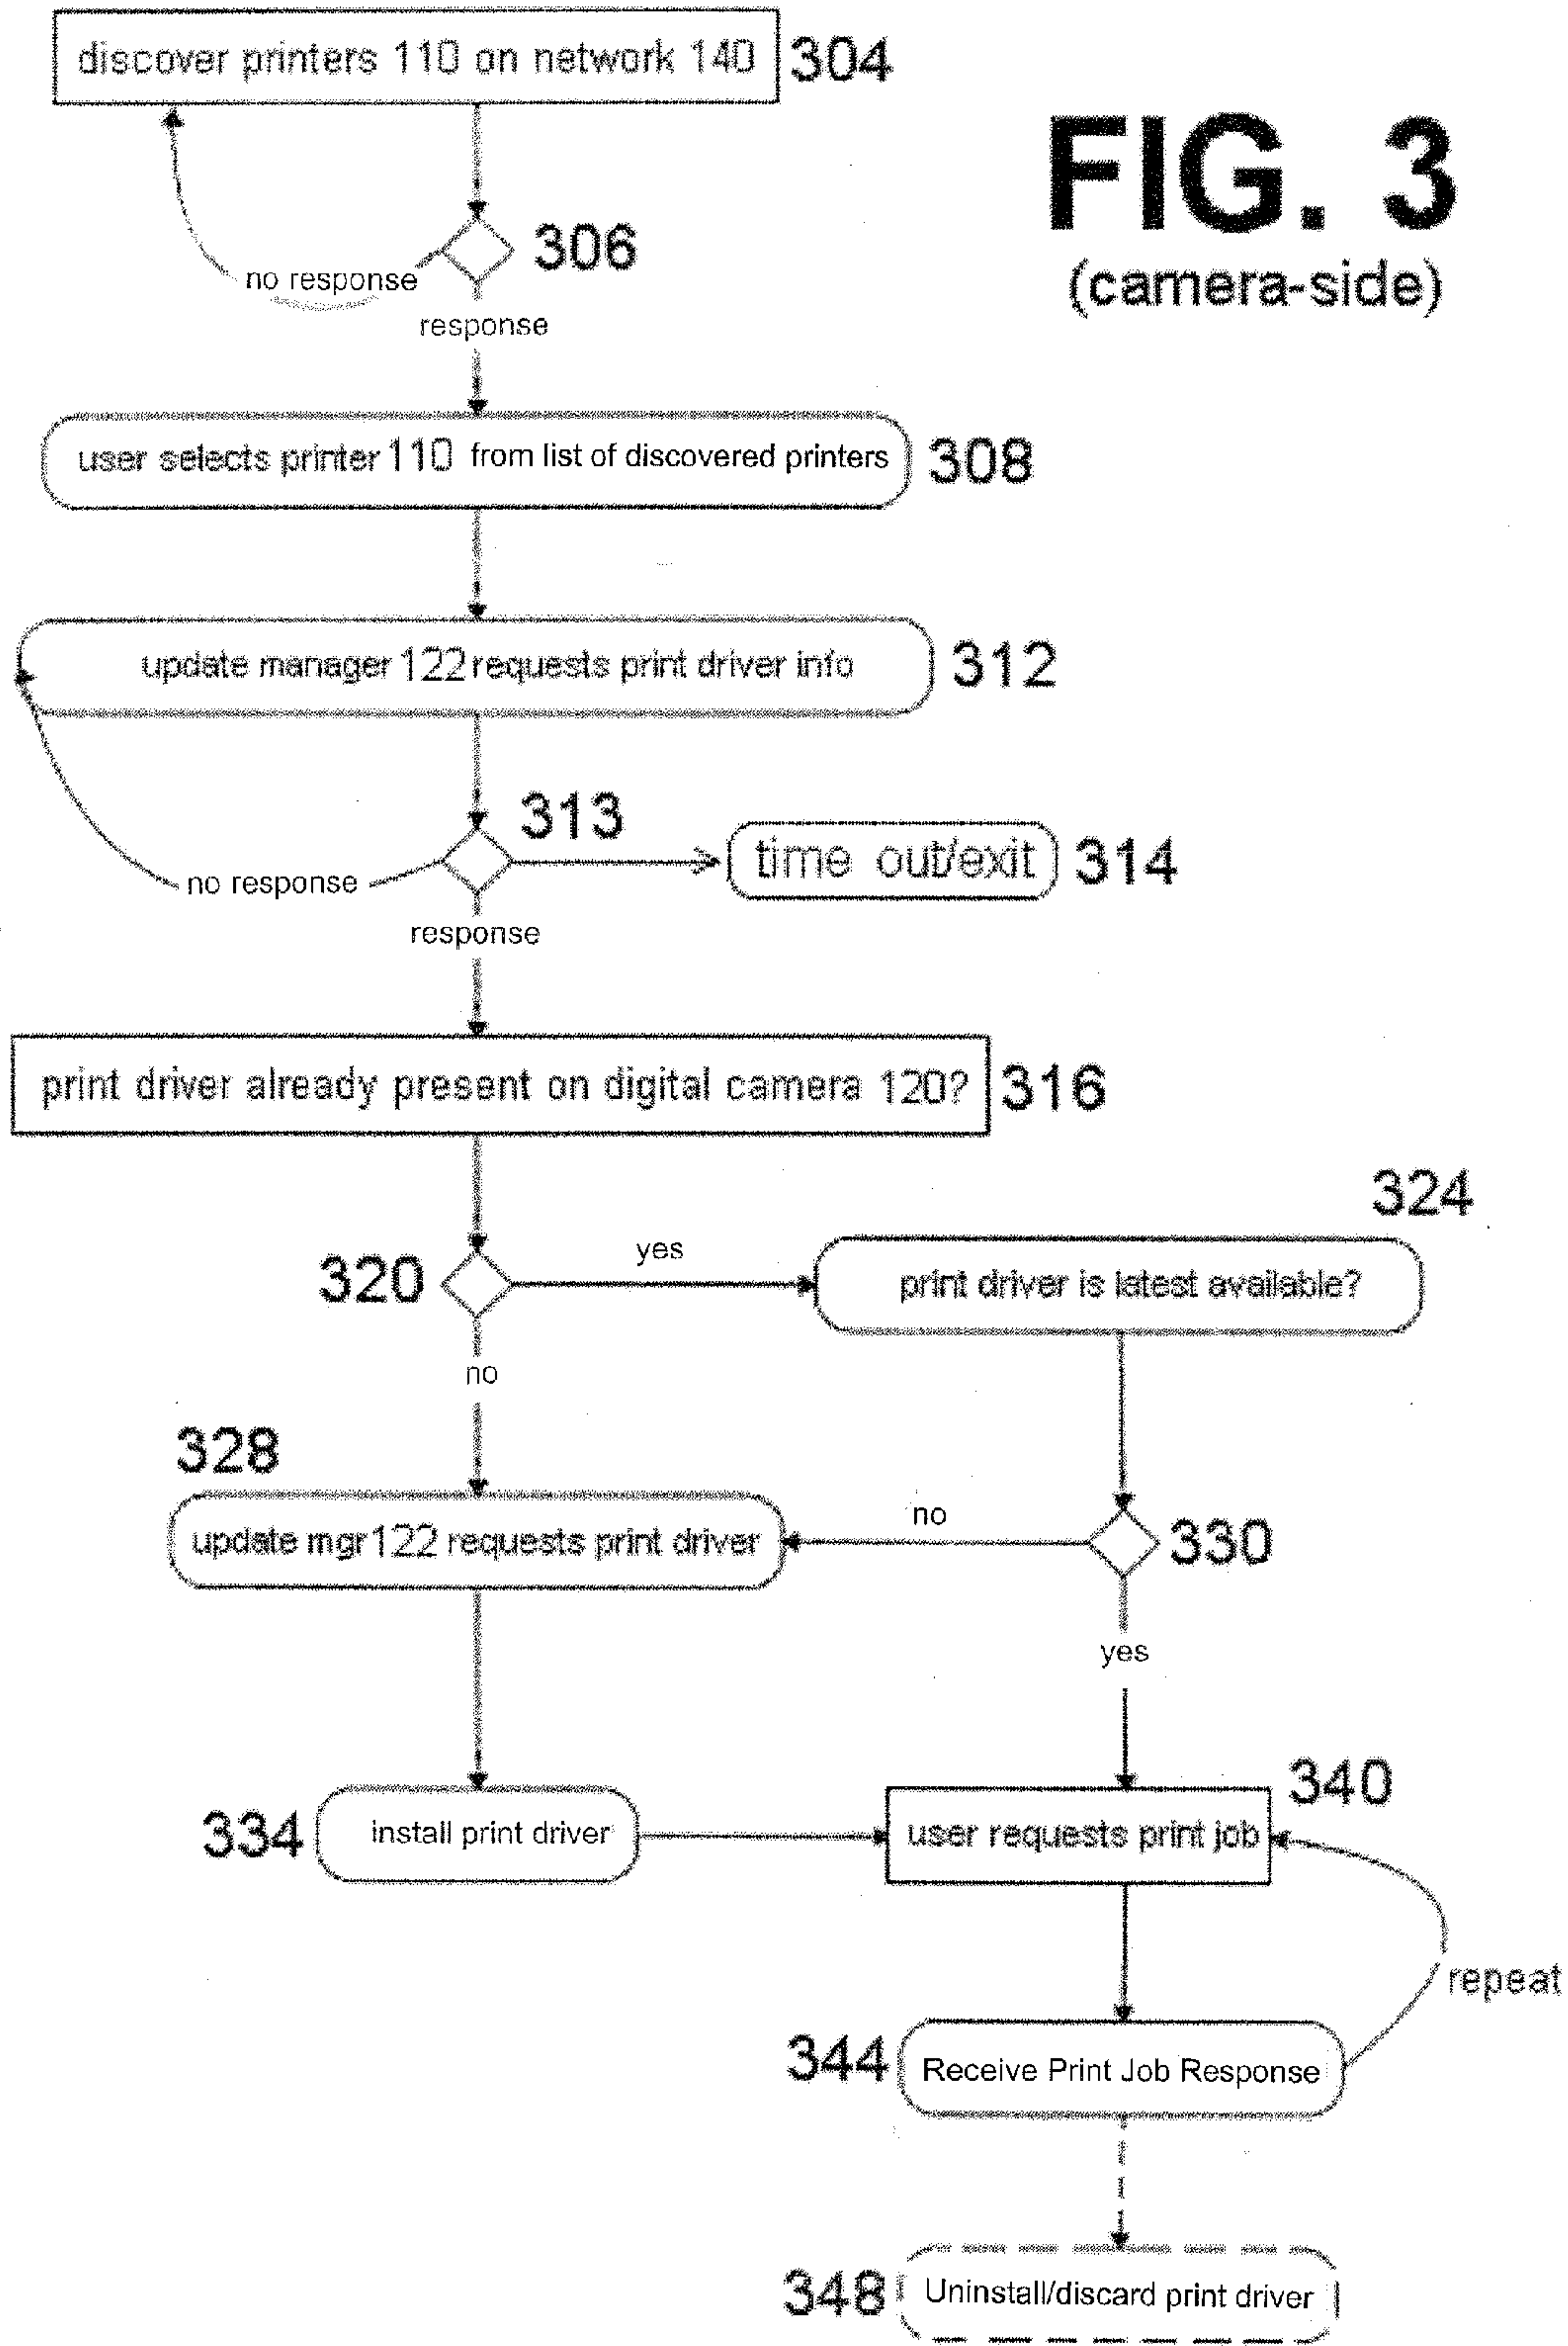 discover printers 110 on network 140
304
FIG. 3
(camera-side)
306
no response
response
user selects printer 110 from list of discovered printers
308
update manager 122 requests print driver info
312
313
time out/exit
314
no response
response
print driver already present on digital camera 120?
316
324
320
yes
print driver is latest available?
no
328
update mgr 122 requests print driver
no
330
yes
340
334
install print driver
user requests print job
repeat
344
Receive Print Job Response
348
Uninstall/discard print driver